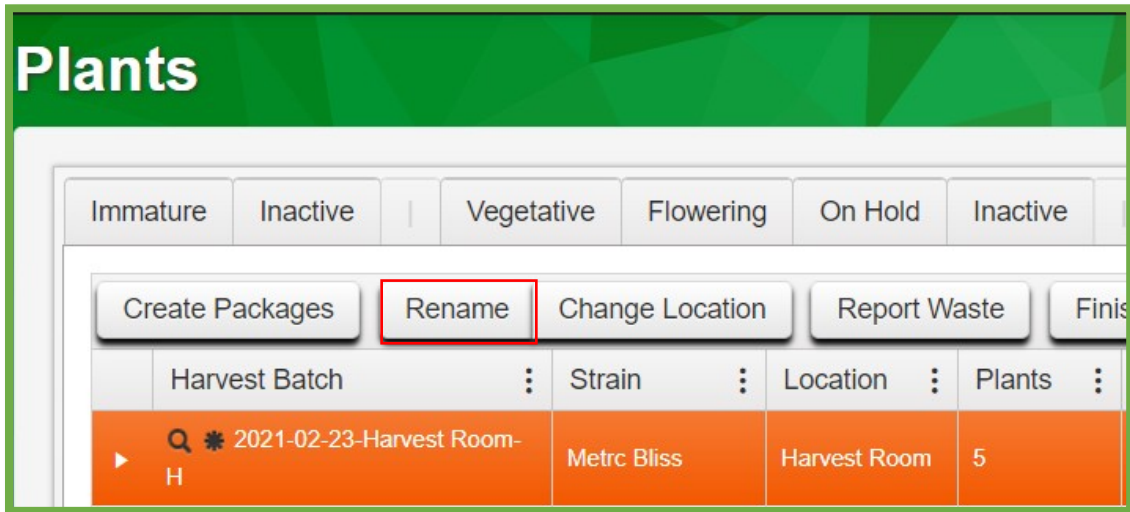 Plants
Immature Inactive | Vegetative Flowering On Hold Inactive
Create Packages Rename Change Location Report Waste Finis
Harvest Batch Strain Location Plants
2021-02-23-Harvest Room-
H Metrc Bliss Harvest Room 5